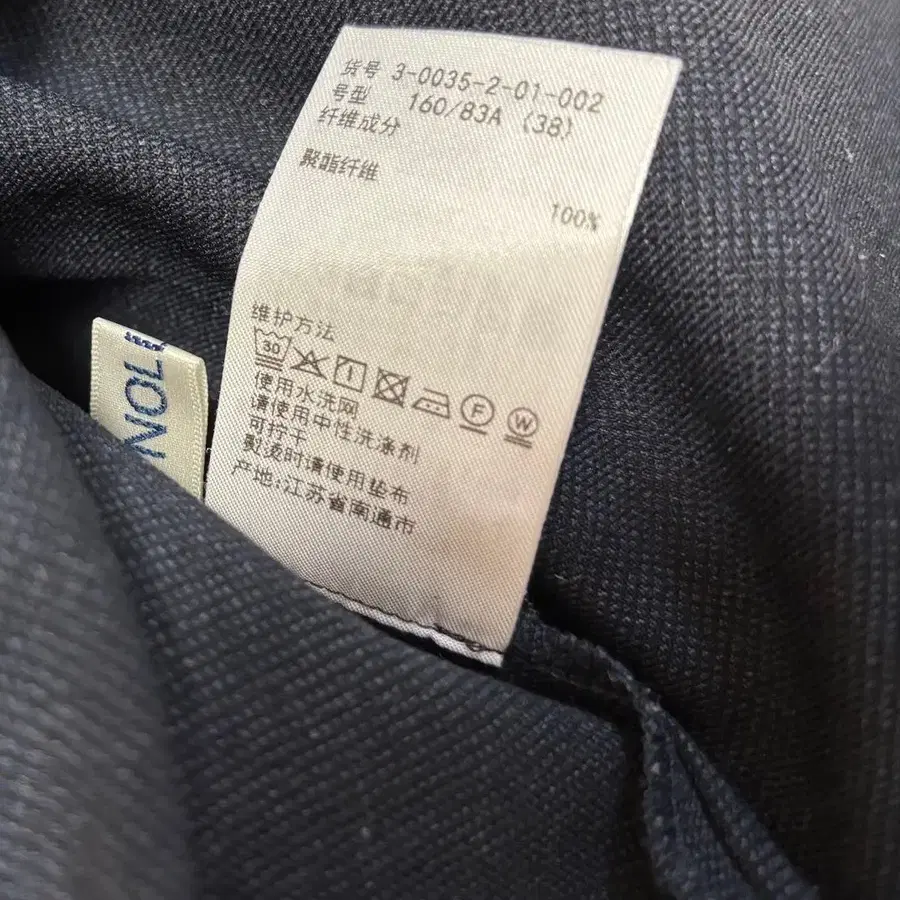 货号 3-0035-2-01-002
号型 160/83A (38)
纤维成分
聚酯纤维
100%
维护方法
30
F
W
使用水洗网
请使用中性洗涤剂
可拧干
熨烫时请使用垫布
产地:江苏省南通市
NOL